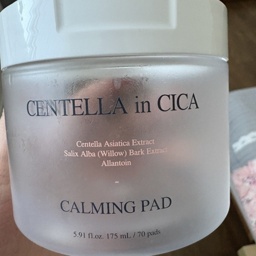 CENTELLA in CICA
Centella Asiatica Extract
Salix Alba (Willow) Bark Extract
Allantoin
CALMING PAD
5.91 fl.oz. 175 mL / 70 pads